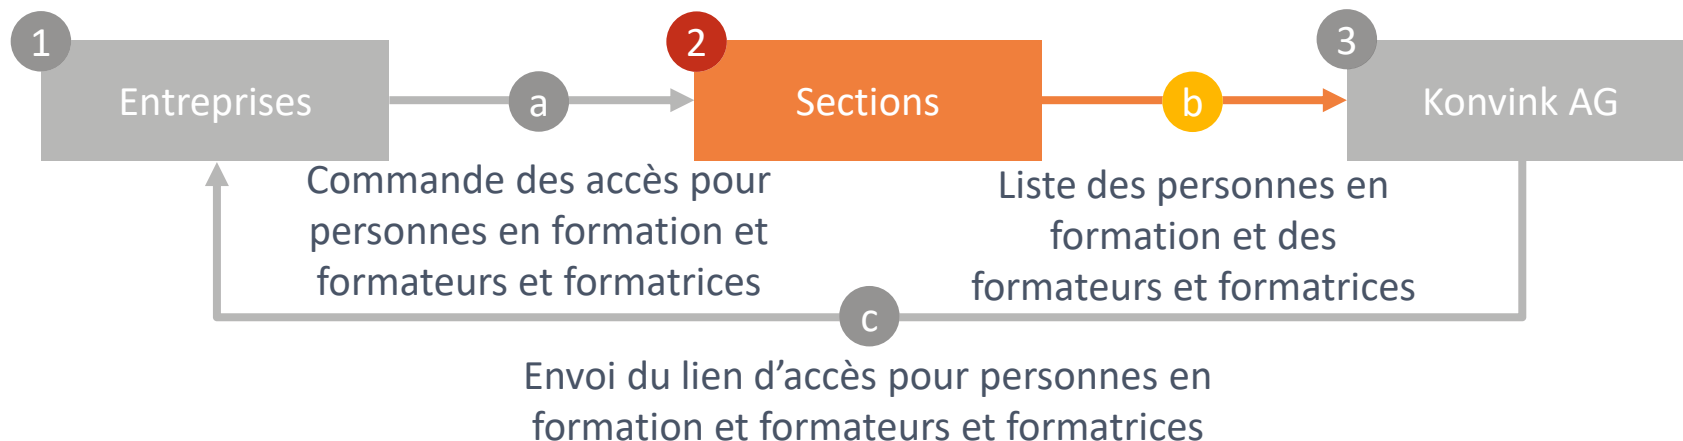 1
Entreprises
a
2
Sections
b
3
Konvink AG
Commande des accès pour
personnes en formation et
formateurs et formatrices
Liste des personnes en
formation et des
formateurs et formatrices
c
Envoi du lien d’accès pour personnes en
formation et formateurs et formatrices